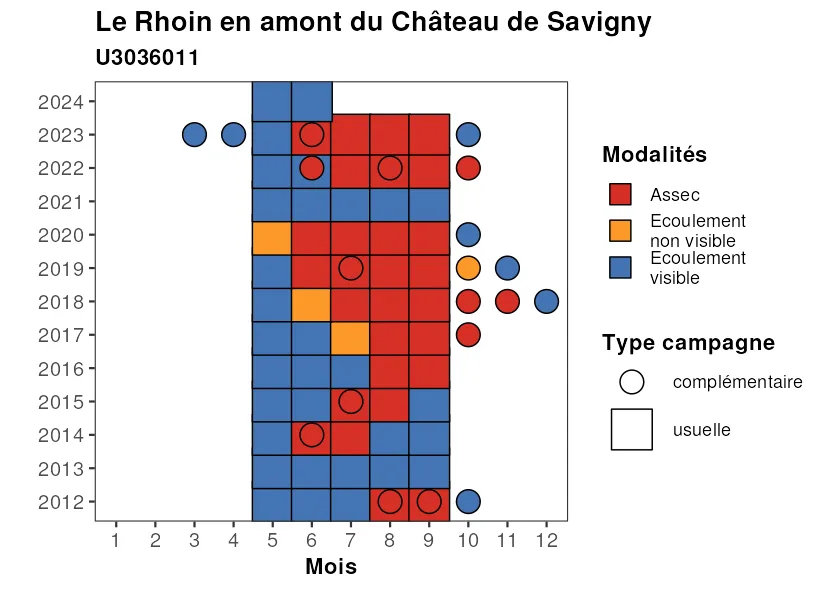 Le Rhoin en amont du Château de Savigny
U3036011
2024
2023
2022
2021
2020
2019
2018
2017
2016
2015
2014
2013
2012
1 2 3 4 5 6 7 8 9 10 11 12
Mois
Modalités
Assec
Ecoulement
non visible
Ecoulement
visible
Type campagne
complémentaire
usuelle